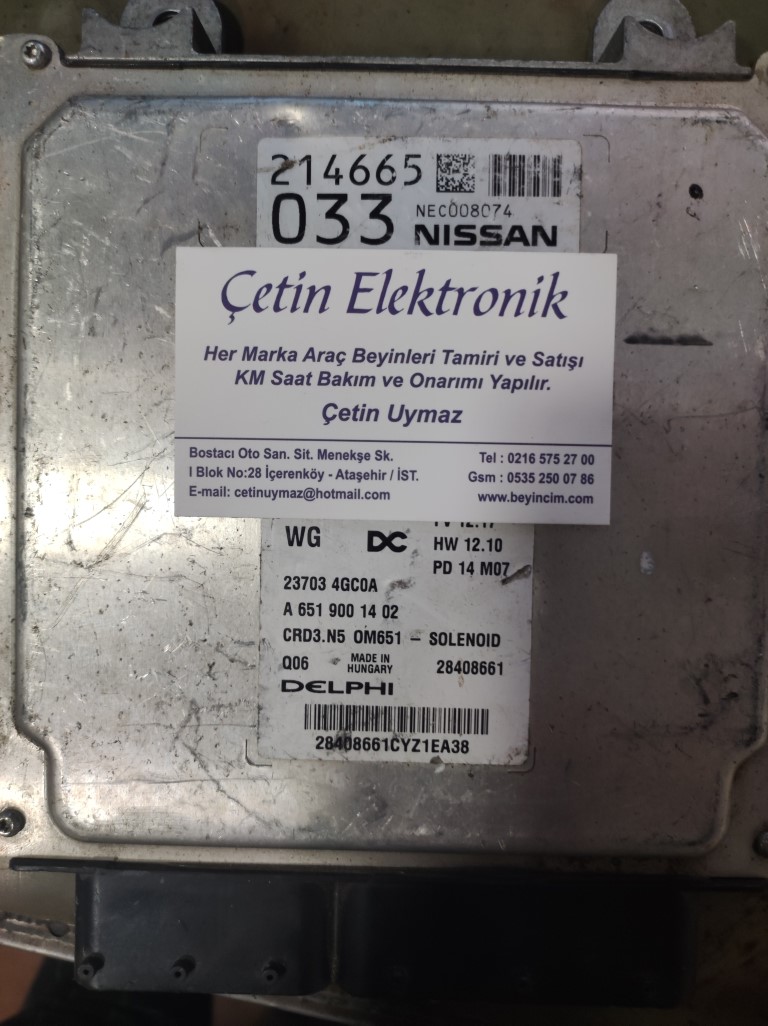 214665
033 NEC008074
NISSAN
Çetin Elektronik
Her Marka Araç Beyinleri Tamiri ve Satışı
KM Saat Bakım ve Onarımı Yapılır.
Çetin Uymaz
Bostacı Oto San. Sit. Menekşe Sk.
I Blok No:28 İçerenköy - Ataşehir / İST.
E-mail: cetinuymaz@hotmail.com
Tel : 0216 575 27 00
Gsm : 0535 250 00 86
www.beyincim.com
WG DC HW 12.10
PD 14 M07
23703 4GC0A
A 651 900 14 02
CRD3.N5 OM651 – SOLENOID
Q06 MADE IN HUNGARY 28408661
DELPHI
28408661CYZ1EA38